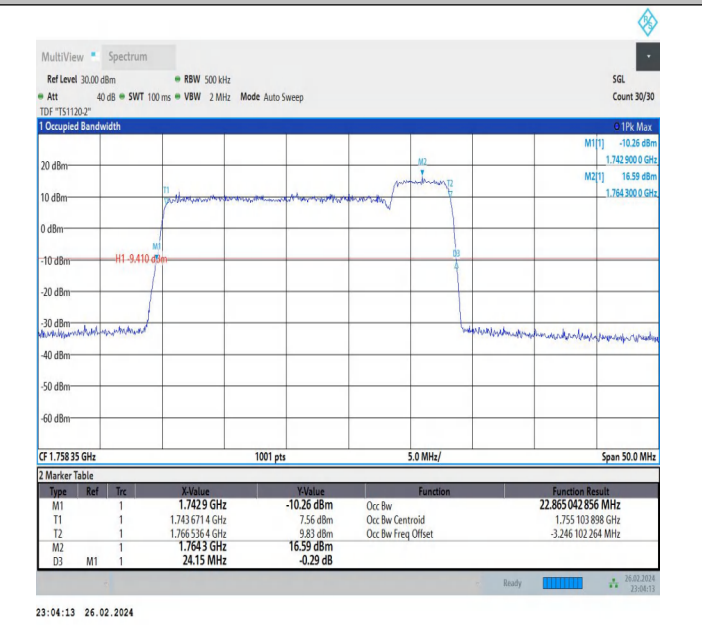 R S
MultiView Spectrum
Ref Level 30.00 dBm RBW 500 kHz SGL
Att 40 dB SWT 100 ms VBW 2 MHz Mode Auto Sweep Count 30/30
TDF "TS1120-2"
1 Occupied Bandwidth 1Pk Max
M1[1] -10.26 dBm
1.742 900 0 GHz
M2[1] 16.59 dBm
1.764 300 0 GHz
20 dBm
M2
T1
T2
10 dBm
0 dBm
M1
D3
-10 dBm
H1 -9.410 dBm
-20 dBm
-30 dBm
-40 dBm
-50 dBm
-60 dBm
CF 1.758 35 GHz 1001 pts 5.0 MHz/ Span 50.0 MHz
2 Marker Table
Type Ref Trc X-Value Y-Value Function Function Result
M1 1 1.742 9 GHz -10.26 dBm Occ Bw 22.865 042 856 MHz
T1 1 1.743 671 4 GHz 7.56 dBm Occ Bw Centroid 1.755 103 898 GHz
T2 1 1.766 536 4 GHz 9.83 dBm Occ Bw Freq Offset -3.246 102 264 MHz
M2 1 1.764 3 GHz 16.59 dBm
D3 M1 1 24.15 MHz -0.29 dB
Ready 26.02.2024
23:04:13
23:04:13 26.02.2024